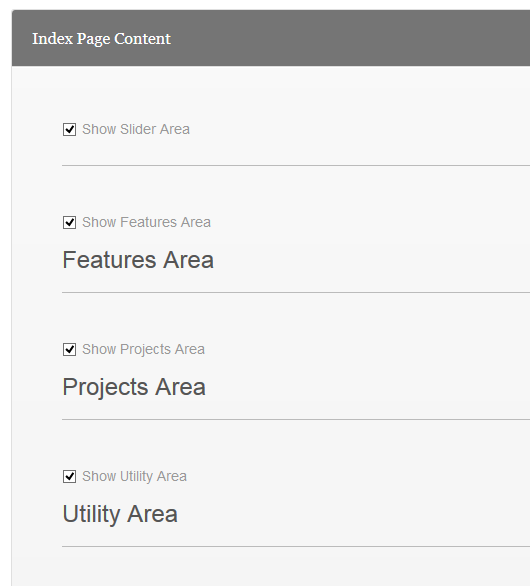 Index Page Content
Show Slider Area
Show Features Area
Features Area
Show Projects Area
Projects Area
Show Utility Area
Utility Area